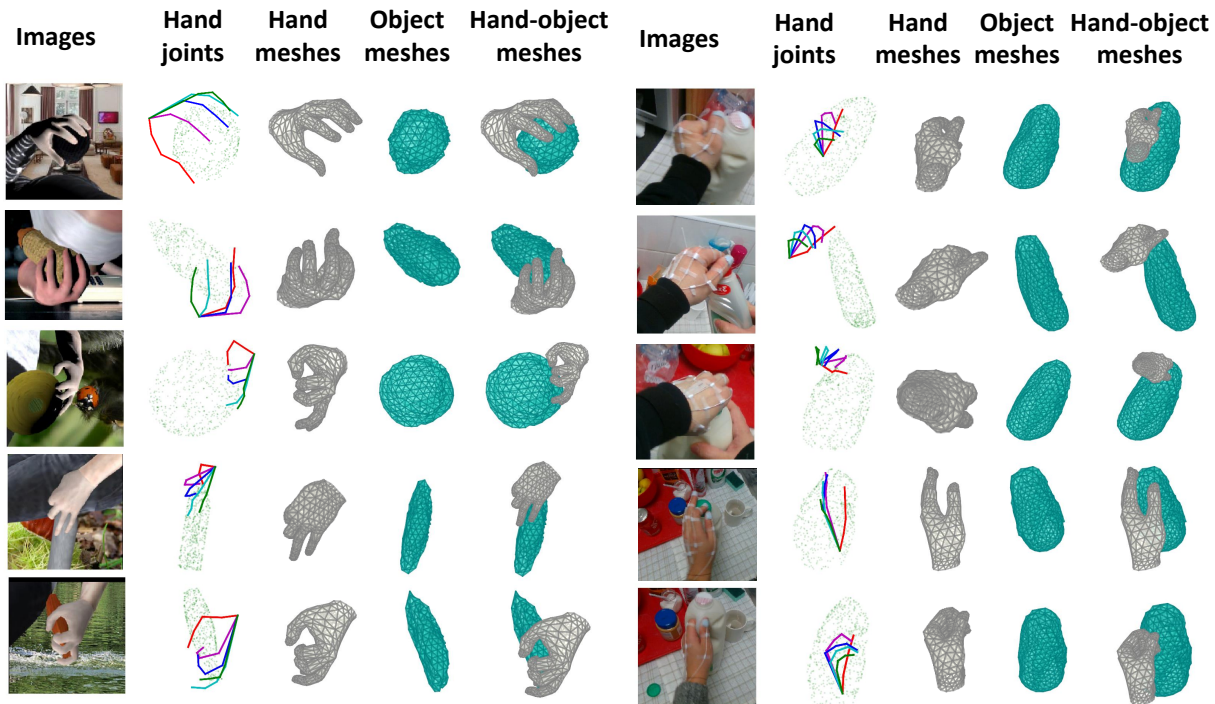 Images
Hand
joints
Hand
meshes
Object
meshes
Hand-object
meshes
Images
Hand
joints
Hand
meshes
Object
meshes
Hand-object
meshes